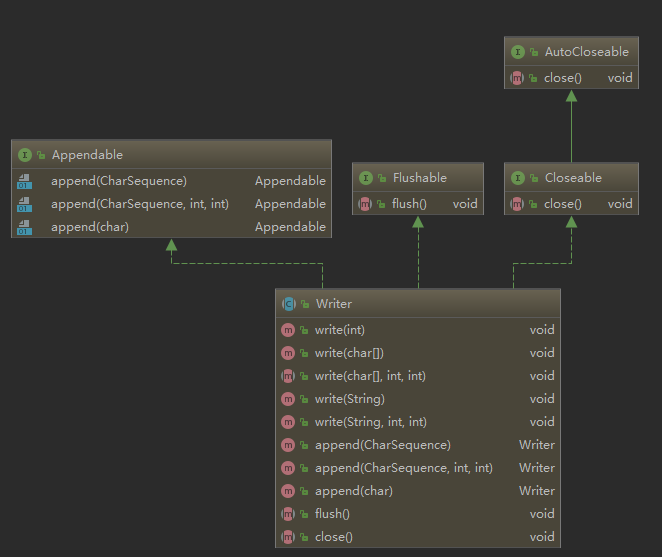 AutoCloseable
close() void
Appendable
append(CharSequence) Appendable
append(CharSequence, int, int) Appendable
append(char) Appendable
Flushable
flush() void
Closeable
close() void
Writer
write(int) void
write(char[]) void
write(char[], int, int) void
write(String) void
write(String, int, int) void
append(CharSequence) Writer
append(CharSequence, int, int) Writer
append(char) Writer
flush() void
close() void